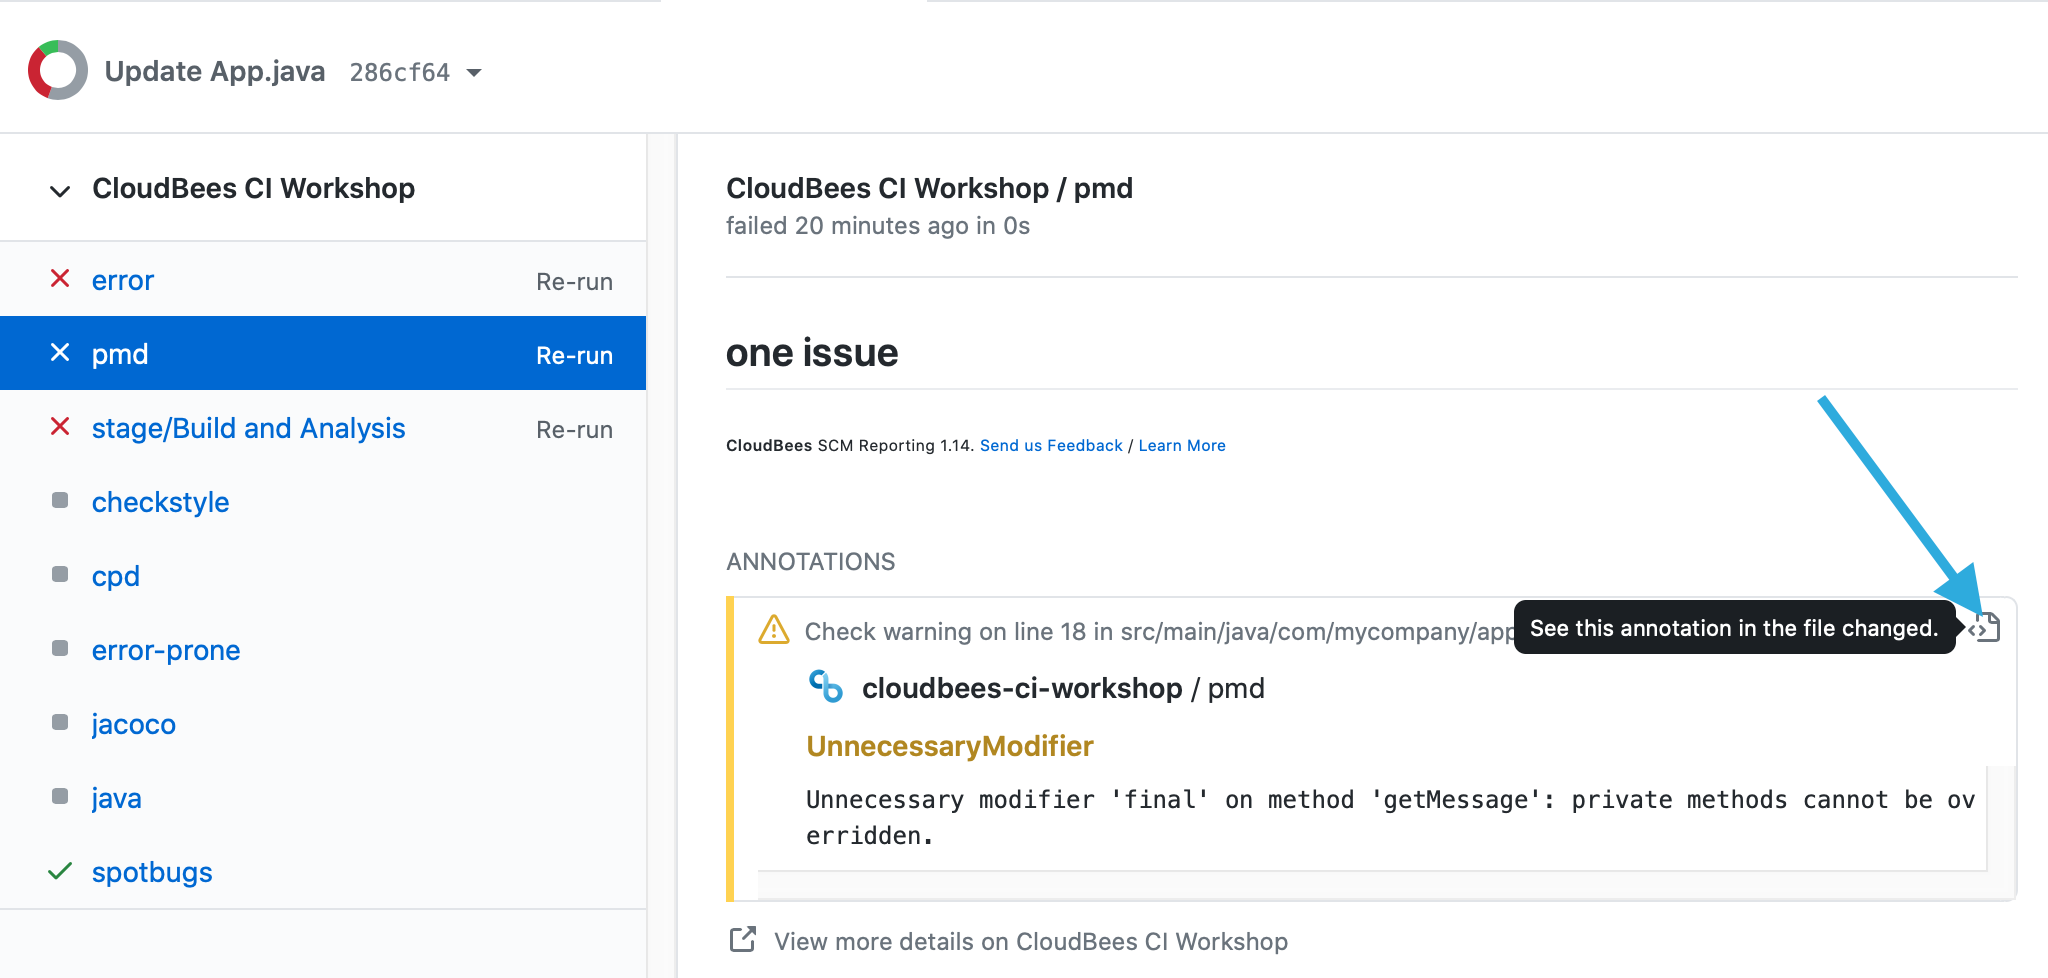 Update App.java 286cf64
CloudBees CI Workshop
error Re-run
pmd Re-run
stage/Build and Analysis Re-run
checkstyle
cpd
error-prone
jacoco
java
spotbugs
CloudBees CI Workshop / pmd
failed 20 minutes ago in 0s
one issue
CloudBees SCM Reporting 1.14. Send us Feedback / Learn More
ANNOTATIONS
Check warning on line 18 in src/main/java/com/mycompany/app
See this annotation in the file changed.
cloudbees-ci-workshop / pmd
UnnecessaryModifier
Unnecessary modifier 'final' on method 'getMessage': private methods cannot be ov
erridden.
View more details on CloudBees CI Workshop